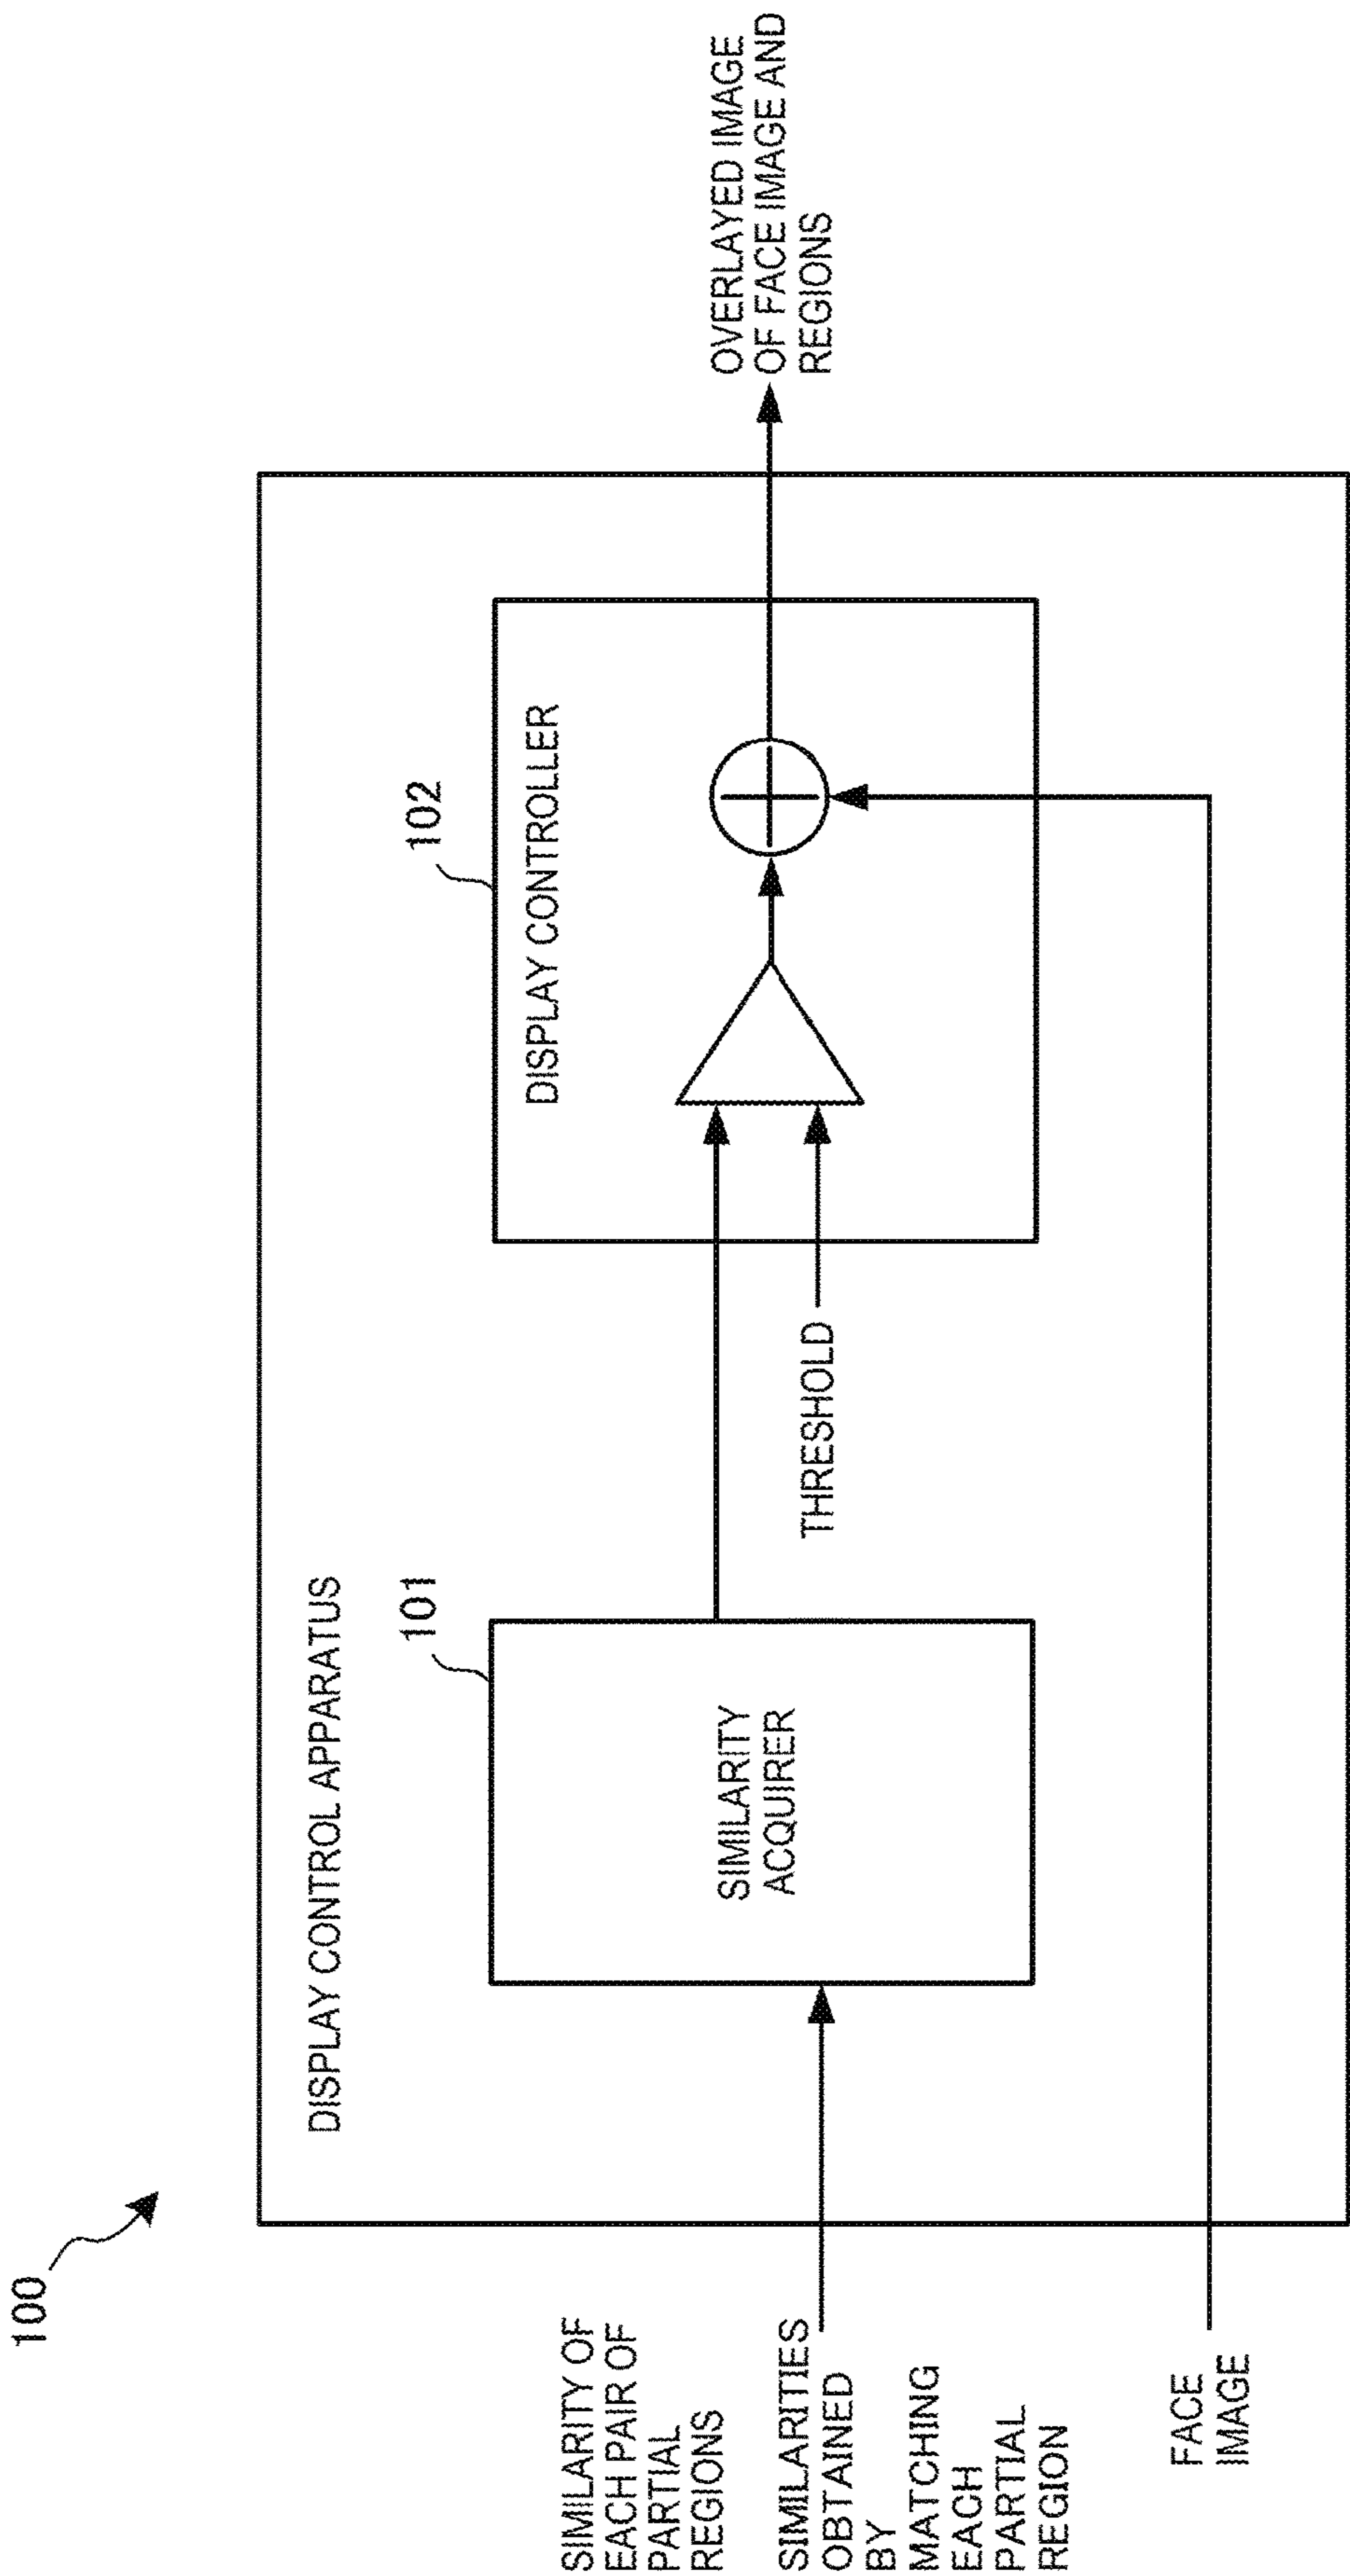 100
DISPLAY CONTROL APPARATUS
101
102
DISPLAY CONTROLLER
SIMILARITY OF
EACH PAIR OF
PARTIAL
REGIONS
SIMILARITIES
OBTAINED
BY
MATCHING
EACH
PARTIAL
REGION
SIMILARITY
ACQUIRER
THRESHOLD
OVERLAYED IMAGE
OF FACE IMAGE AND
REGIONS
FACE
IMAGE